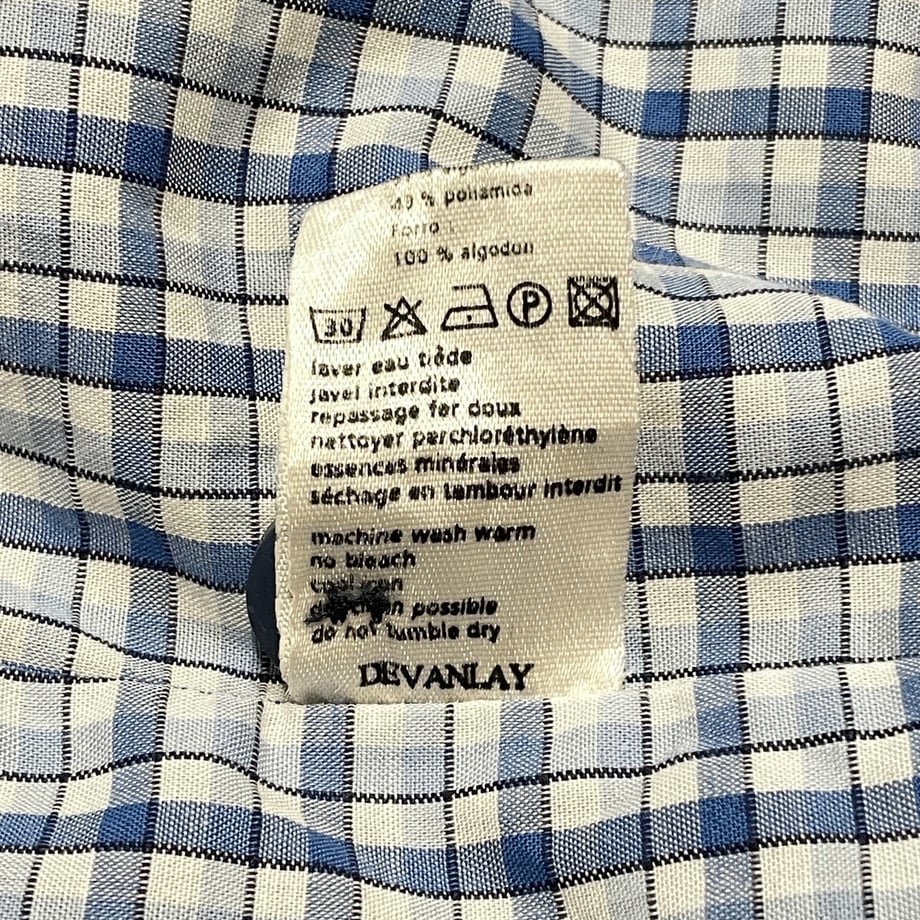 % poliamida
Forro :
100 % algodon
30
P
laver eau tiède
javel interdite
repassage fer doux
nettoyer perchloréthylène
essences minérales
séchage en tambour interdit
machine wash warm
no bleach
cool iron
possible
do not tumble dry
DEVANLAY